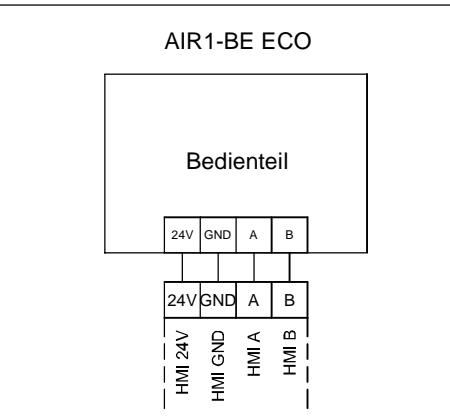 AIR1-BE ECO
Bedienteil
24V GND A B
24V GND A B
HMI 24V
HMI GND
HMI A
HMI B